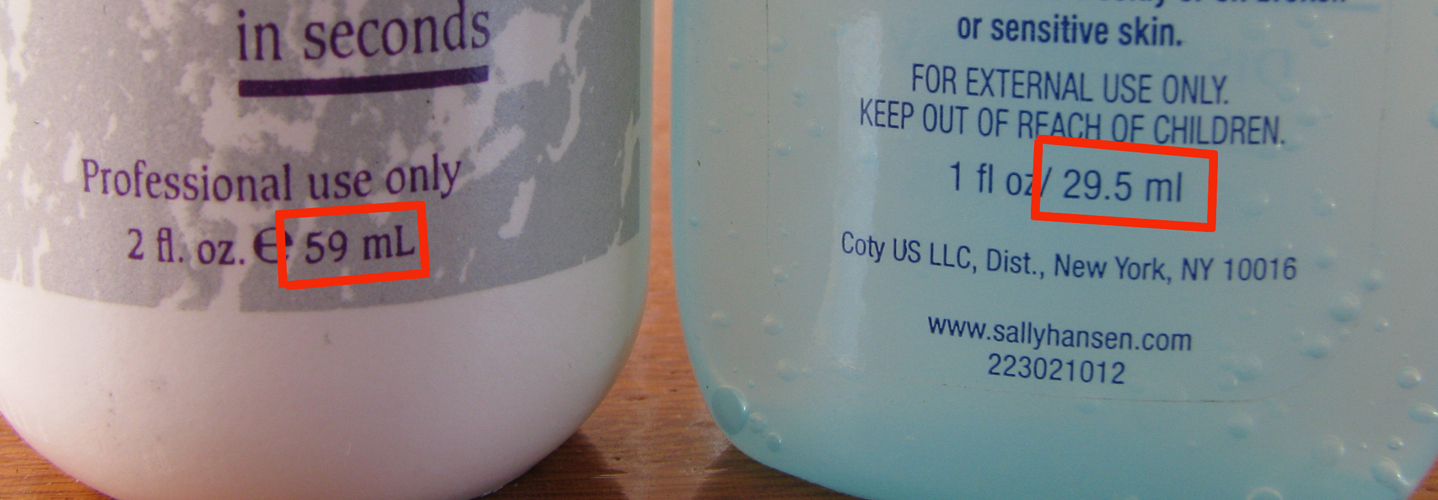 in seconds
Professional use only
2 fl. oz. ℮ 59 mL
or sensitive skin.
FOR EXTERNAL USE ONLY.
KEEP OUT OF REACH OF CHILDREN.
1 fl oz/ 29.5 ml
Coty US LLC, Dist., New York, NY 10016
www.sallyhansen.com
223021012